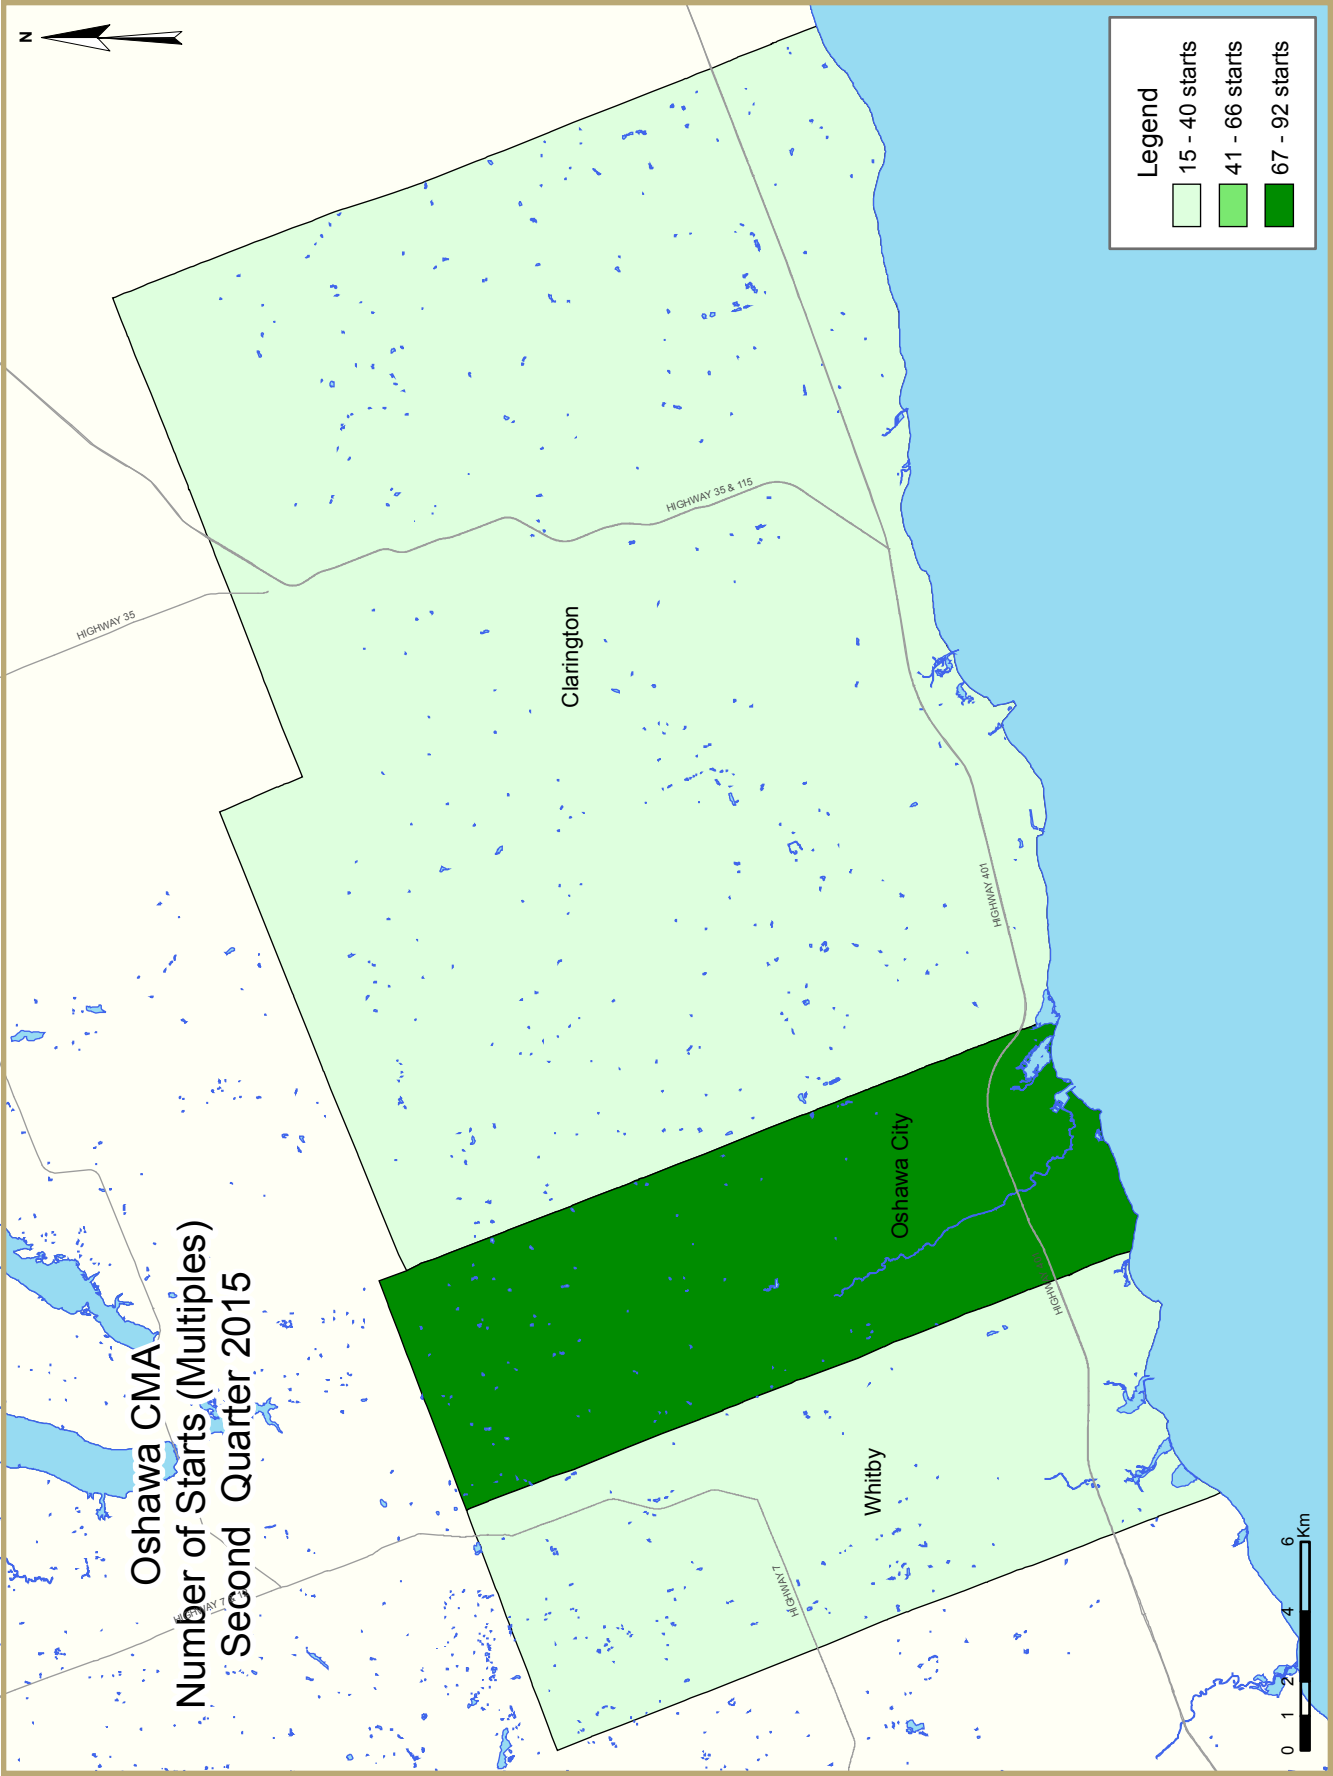 Oshawa CMA
Number of Starts (Multiples)
Second Quarter 2015
N
HIGHWAY 35
HIGHWAY 35 & 115
Clarington
HIGHWAY 401
Oshawa City
Whitby
HIGHWAY 7
HIGHWAY 7
Legend
15 - 40 starts
41 - 66 starts
67 - 92 starts
0 1 2 4 6
Km